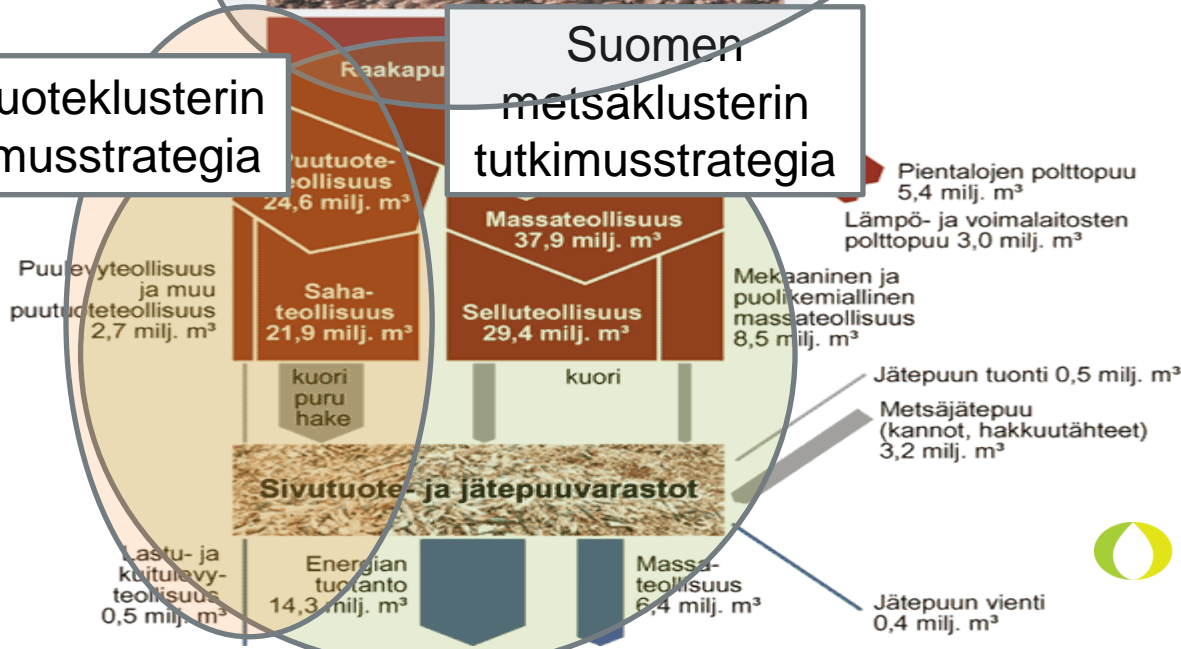 Suomen
metsäklusterin
tutkimusstrategia
uoteklusterin
musstrategia
Raakapu
Puutuote-
teollisuus
24,6 milj. m³
Massateollisuus
37,9 milj. m³
Pientalojen polttopuu
5,4 milj. m³
Lämpö- ja voimalaitosten
polttopuu 3,0 milj. m³
Puulevyteollisuus
ja muu
puutuoteteollisuus
2,7 milj. m³
Saha-
teollisuus
21,9 milj. m³
Selluteollisuus
29,4 milj. m³
Mekaaninen ja
puolikemiallinen
massateollisuus
8,5 milj. m³
kuori
puru
hake
kuori
Jätepuun tuonti 0,5 milj. m³
Metsäjätepuu
(kannot, hakkuutähteet)
3,2 milj. m³
Sivutuote- ja jätepuuvarastot
Lastu- ja
kuitulevy-
teollisuus
0,5 milj. m³
Energian
tuotanto
14,3 milj. m³
Massa-
teollisuus
6,4 milj. m³
Jätepuun vienti
0,4 milj. m³